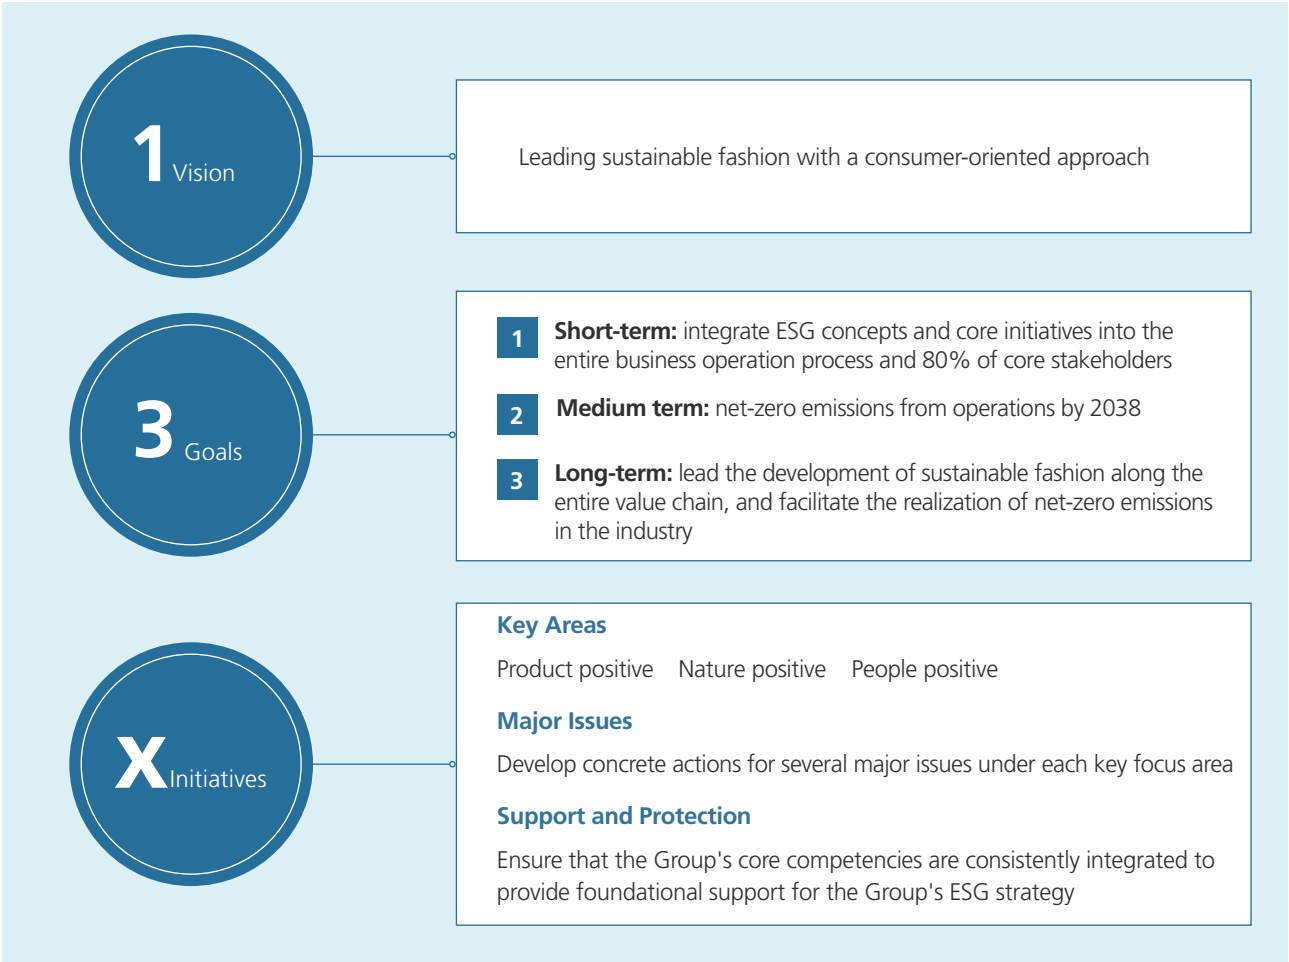 1 Vision
Leading sustainable fashion with a consumer-oriented approach
3 Goals
1 Short-term: integrate ESG concepts and core initiatives into the
entire business operation process and 80% of core stakeholders
2 Medium term: net-zero emissions from operations by 2038
3 Long-term: lead the development of sustainable fashion along the
entire value chain, and facilitate the realization of net-zero emissions
in the industry
X Initiatives
Key Areas
Product positive Nature positive People positive
Major Issues
Develop concrete actions for several major issues under each key focus area
Support and Protection
Ensure that the Group's core competencies are consistently integrated to
provide foundational support for the Group's ESG strategy